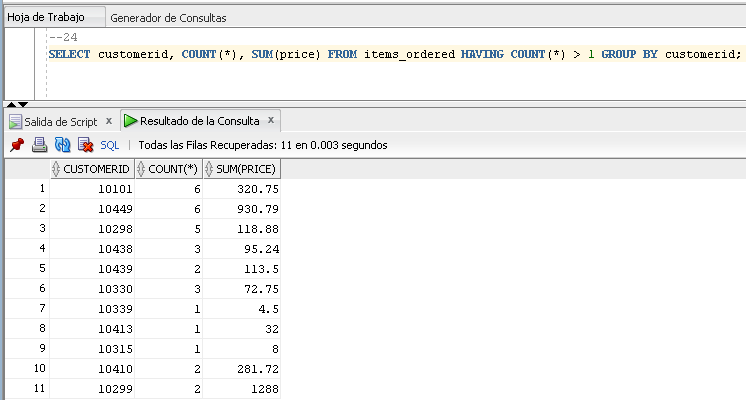 Hoja de Trabajo Generador de Consultas
--24
SELECT customerid, COUNT(*), SUM(price) FROM items_ordered HAVING COUNT(*) > 1 GROUP BY customerid;
Salida de Script x Resultado de la Consulta x
SQL | Todas las Filas Recuperadas: 11 en 0.003 segundos
CUSTOMERID COUNT(*) SUM(PRICE)
1 10101 6 320.75
2 10449 6 930.79
3 10298 5 118.88
4 10438 3 95.24
5 10439 2 113.5
6 10330 3 72.75
7 10339 1 4.5
8 10413 1 32
9 10315 1 8
10 10410 2 281.72
11 10299 2 1288